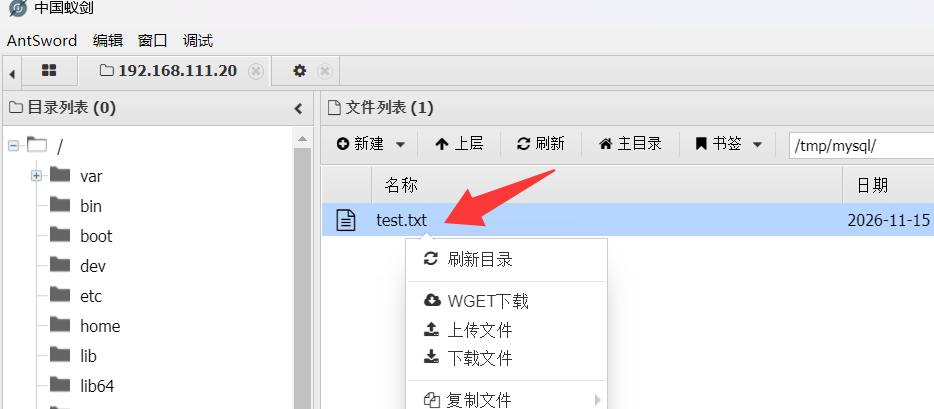 中国蚁剑
AntSword 编辑 窗口 调试
192.168.111.20
目录列表 (0)
文件列表 (1)
新建 上层 刷新 主目录 书签 /tmp/mysql/
名称 日期
test.txt 2026-11-15
/
var
bin
boot
dev
etc
home
lib
lib64
刷新目录
WGET下载
上传文件
下载文件
复制文件